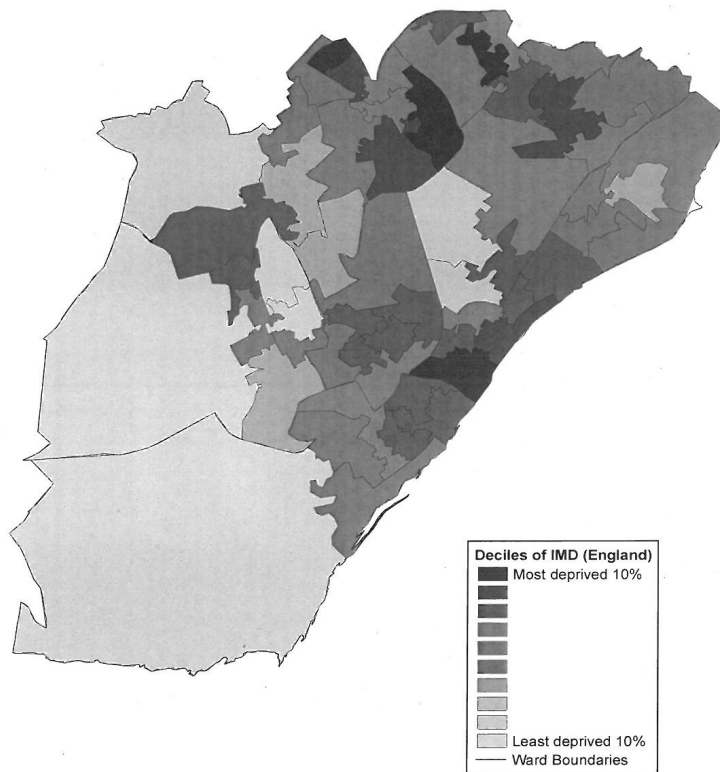 Deciles of IMD (England)
Most deprived 10%
Least deprived 10%
Ward Boundaries